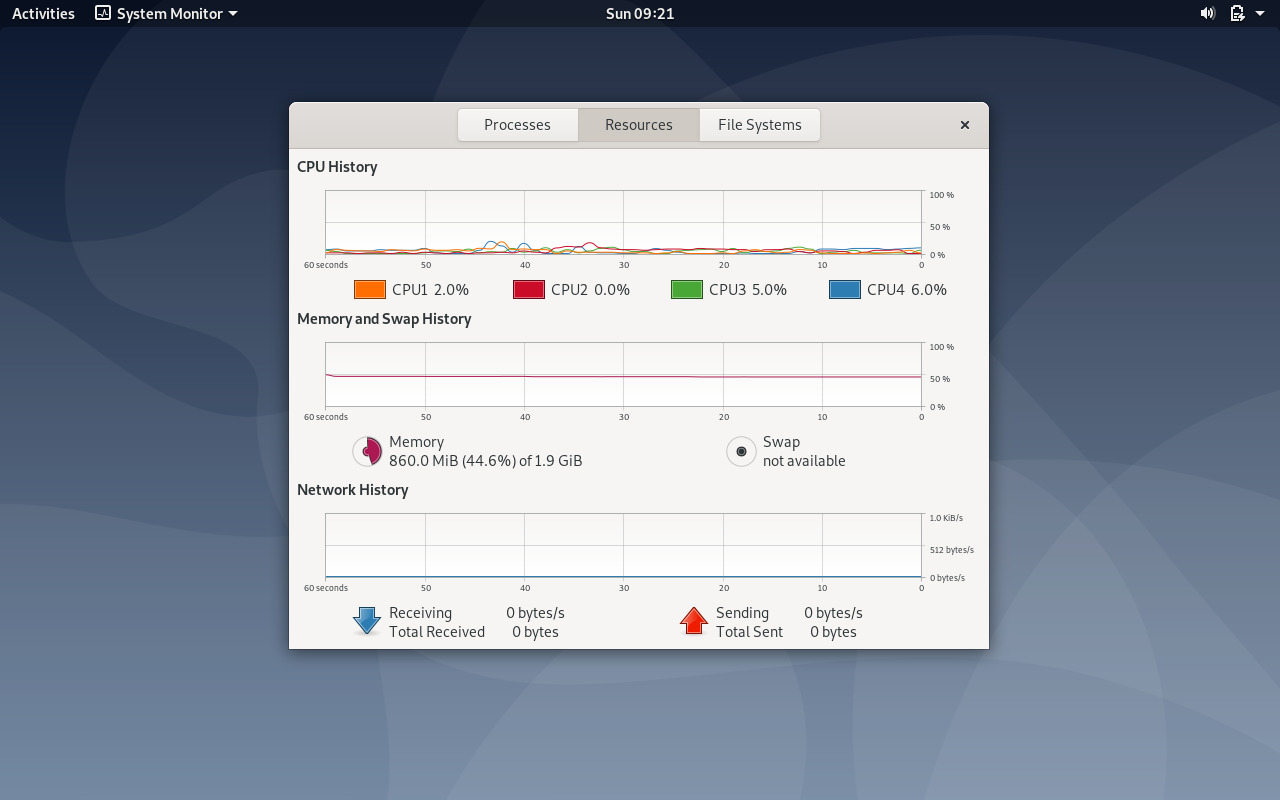 Activities System Monitor Sun 09:21
Processes Resources File Systems
CPU History
100 %
50 %
0 %
60 seconds 50 40 30 20 10 0
CPU1 2.0% CPU2 0.0% CPU3 5.0% CPU4 6.0%
Memory and Swap History
100 %
50 %
0 %
60 seconds 50 40 30 20 10 0
Memory Swap
860.0 MiB (44.6%) of 1.9 GiB not available
Network History
1.0 KiB/s
512 bytes/s
0 bytes/s
60 seconds 50 40 30 20 10 0
Receiving 0 bytes/s Sending 0 bytes/s
Total Received 0 bytes Total Sent 0 bytes